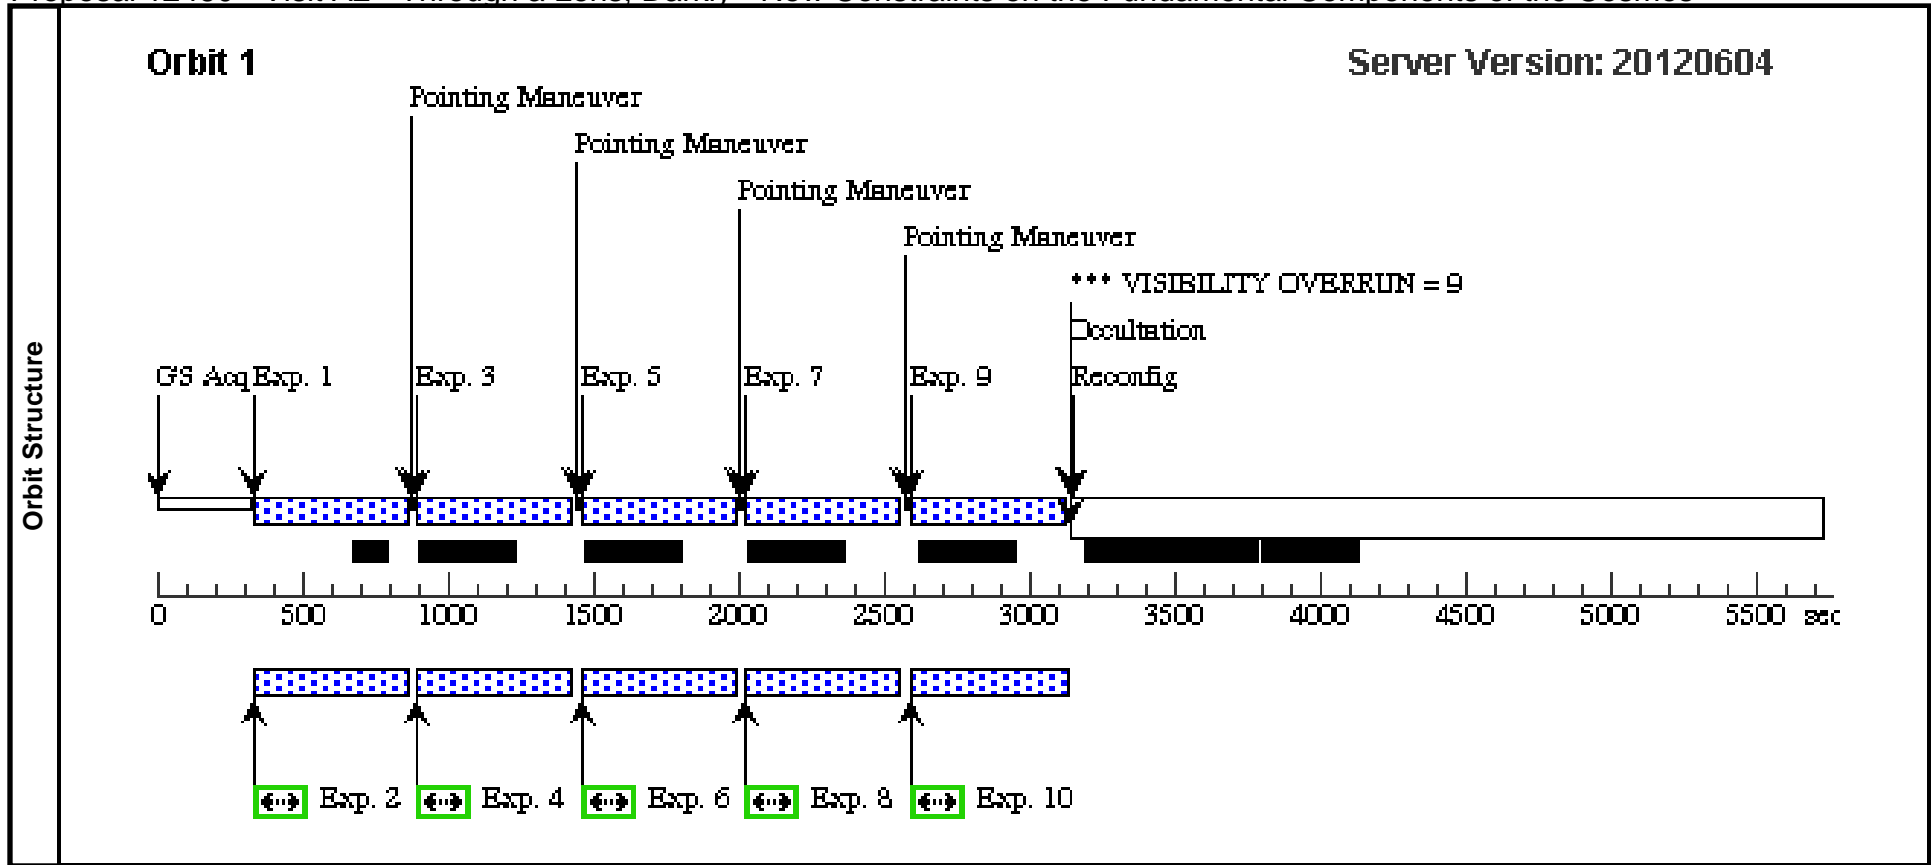 Orbit 1
Server Version: 20120604
Pointing Maneuver
Pointing Maneuver
Pointing Maneuver
Pointing Maneuver
*** VISIBILITY OVERRUN = 9
Occultation
GS Acq Exp. 1 Exp. 3 Exp. 5 Exp. 7 Exp. 9 Reconfig
Orbit Structure
0 500 1000 1500 2000 2500 3000 3500 4000 4500 5000 5500 sec
Exp. 2 Exp. 4 Exp. 6 Exp. 8 Exp. 10